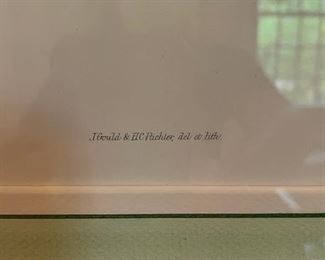 J Gould & H.C. Richter, del et lith.